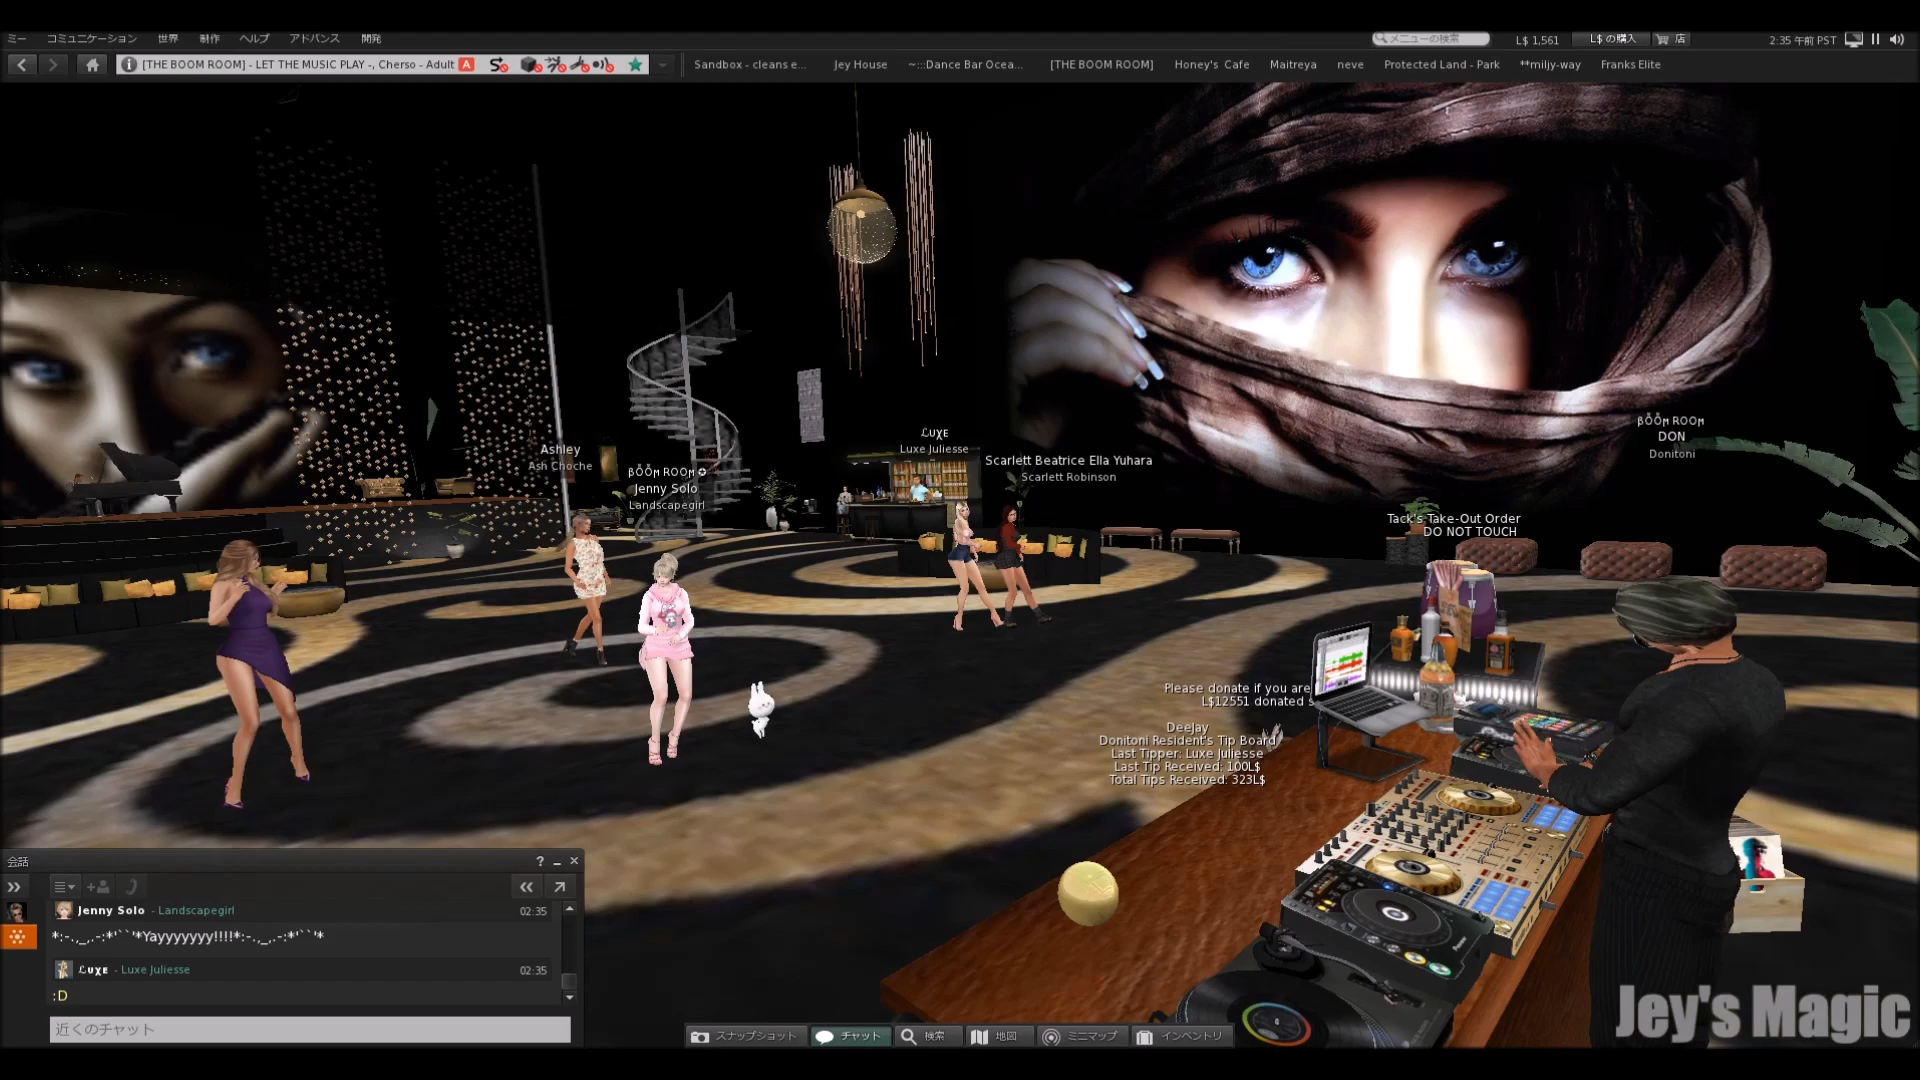 ミー コミュニケーション 世界 制作 ヘルプ アドバンス 開発
メニューの検索 L$ 1,561 L$ の購入 店 2:35 午前 PST
[THE BOOM ROOM] - LET THE MUSIC PLAY -, Cherso - Adult A
Sandbox - cleans e... Jey House ~:::Dance Bar Ocea... [THE BOOM ROOM] Honey's Cafe Maitreya neve Protected Land - Park **miljy-way Franks Elite
Ashley
Ash Choche
Jenny Solo
Landscapegirl
Luxe Juliesse
Scarlett Beatrice Ella Yuhara
Scarlett Robinson
DON
Donitoni
Tack's Take-Out Order
DO NOT TOUCH
Please donate if you are
L$12551 donated s
DeeJay
Donitoni Resident's Tip Board
Last Tipper: Luxe Juliesse
Last Tip Received: 100L$
Total Tips Received: 323L$
会話
Jenny Solo - Landscapegirl 02:35
*:-.,_,.-:*'``'*Yayyyyyyy!!!!*:-.,_,.-:*'``'*
ℒυχε - Luxe Juliesse 02:35
:D
近くのチャット
スナップショット チャット 検索 地図 ミニマップ インベントリ
Jey's Magic